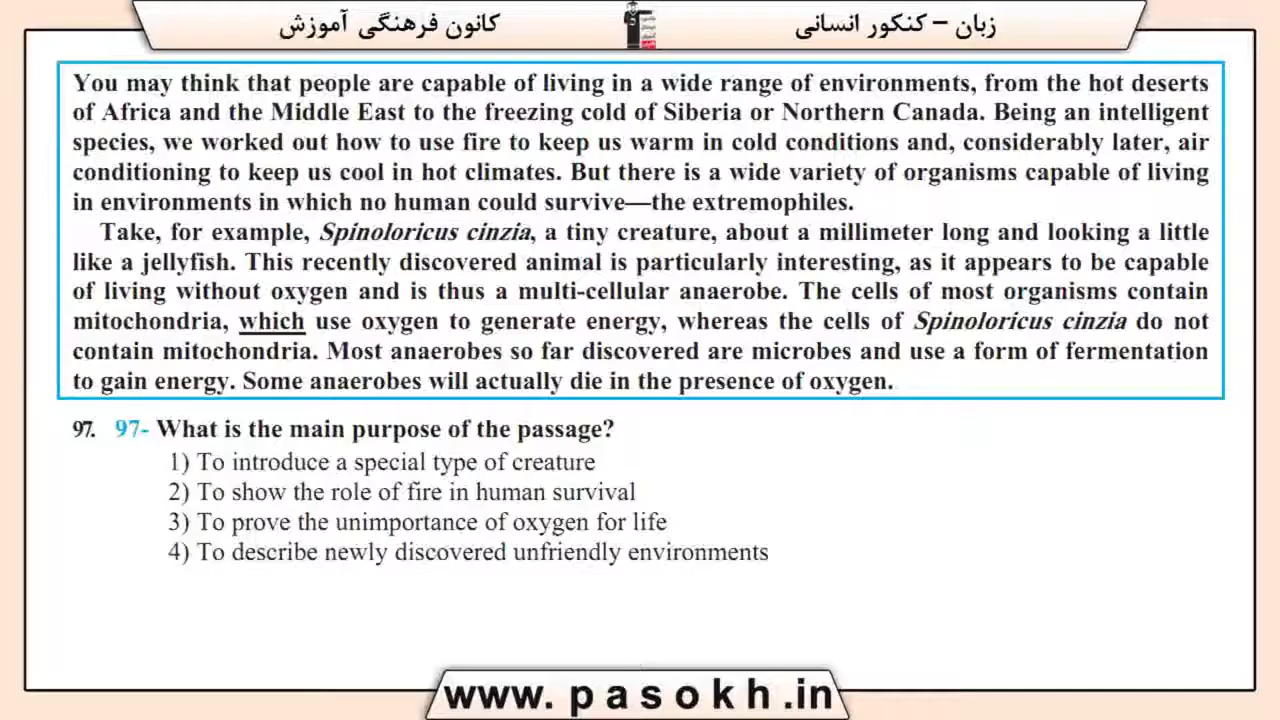 کانون فرهنگی آموزش
زبان – کنکور انسانی
You may think that people are capable of living in a wide range of environments, from the hot deserts
of Africa and the Middle East to the freezing cold of Siberia or Northern Canada. Being an intelligent
species, we worked out how to use fire to keep us warm in cold conditions and, considerably later, air
conditioning to keep us cool in hot climates. But there is a wide variety of organisms capable of living
in environments in which no human could survive—the extremophiles.
Take, for example, Spinoloricus cinzia, a tiny creature, about a millimeter long and looking a little
like a jellyfish. This recently discovered animal is particularly interesting, as it appears to be capable
of living without oxygen and is thus a multi-cellular anaerobe. The cells of most organisms contain
mitochondria, which use oxygen to generate energy, whereas the cells of Spinoloricus cinzia do not
contain mitochondria. Most anaerobes so far discovered are microbes and use a form of fermentation
to gain energy. Some anaerobes will actually die in the presence of oxygen.
97. 97- What is the main purpose of the passage?
1) To introduce a special type of creature
2) To show the role of fire in human survival
3) To prove the unimportance of oxygen for life
4) To describe newly discovered unfriendly environments
www. p a s o k h .in